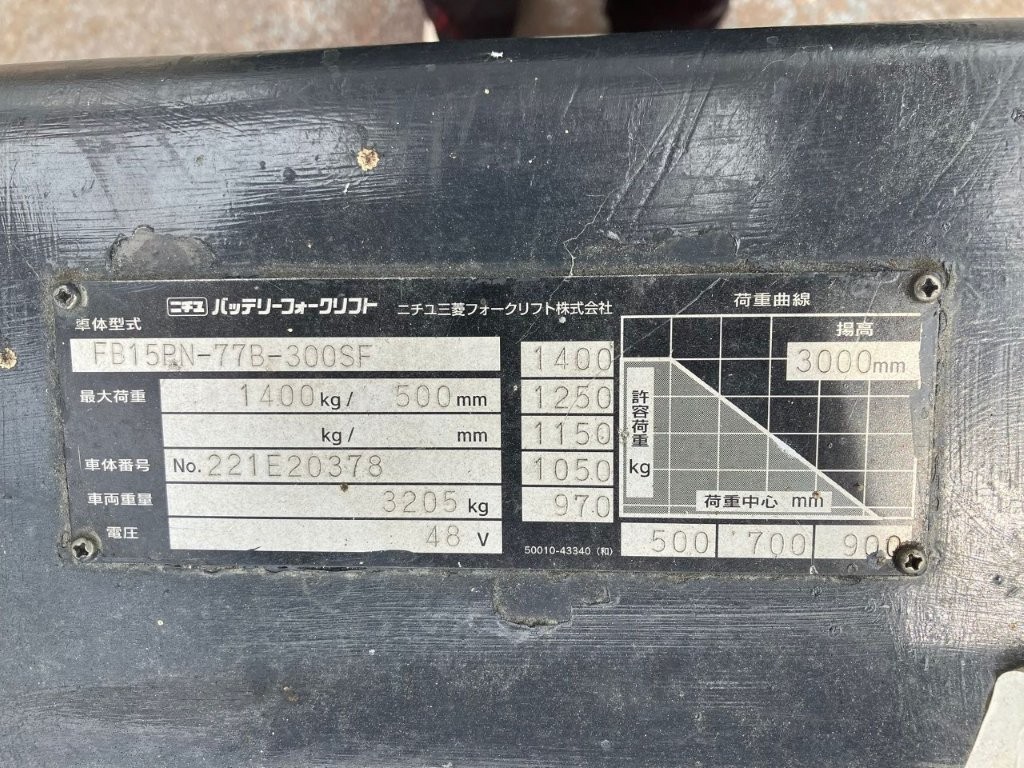 ニチユ バッテリーフォークリフト ニチユ三菱フォークリフト株式会社
車体型式
FB15PN-77B-300SF
最大荷重 1400kg/ 500mm
kg/ mm
車体番号 No.221E20378
車両重量 3205kg
電圧 48V
荷重曲線
揚高
3000mm
1400
1250
1150
1050
970
許容荷重
kg
荷重中心 mm
50010-43340 (和)
500 700 900